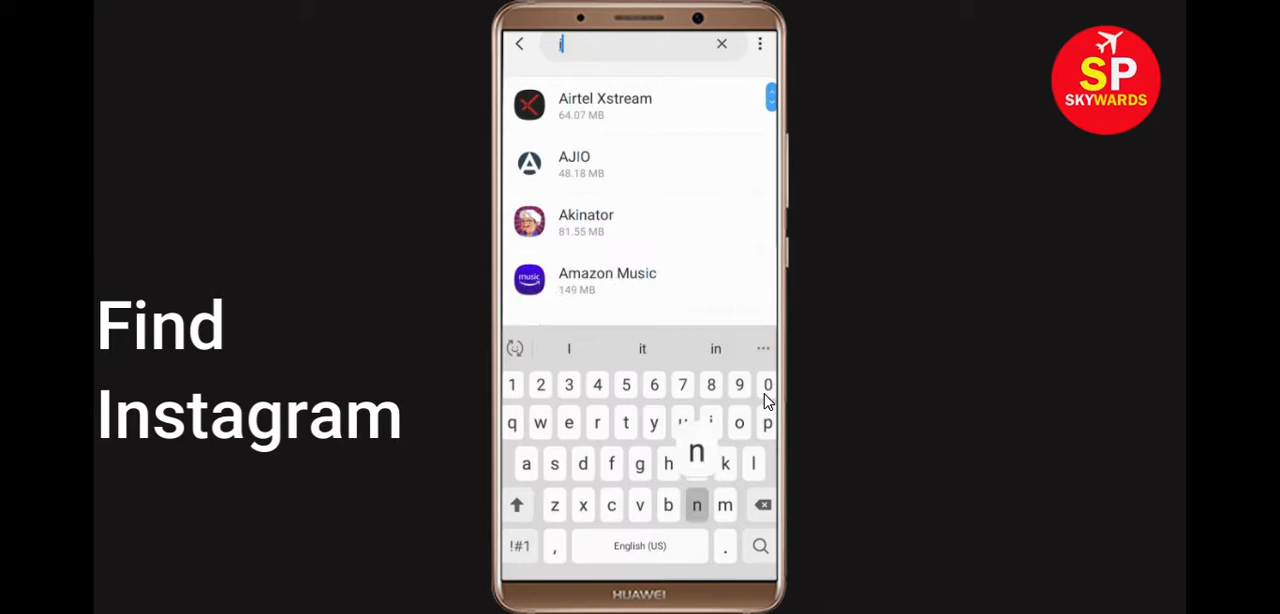 i
Airtel Xstream
64.07 MB
AJIO
48.18 MB
Akinator
81.55 MB
music
Amazon Music
149 MB
I it in ...
1 2 3 4 5 6 7 8 9 0
q w e r t y u i o p
n
a s d f g h k l
z x c v b n m
!#1 , English (US) .
HUAWEI
Find
Instagram
SP
SKYWARDS